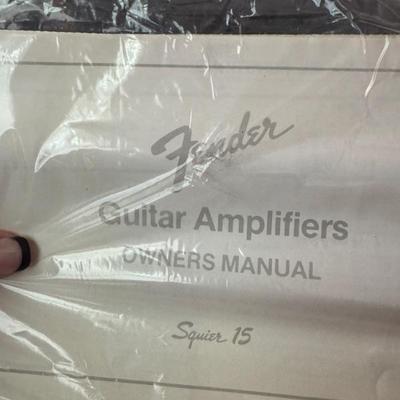 Fender
Guitar Amplifiers
OWNERS MANUAL
Squier 15